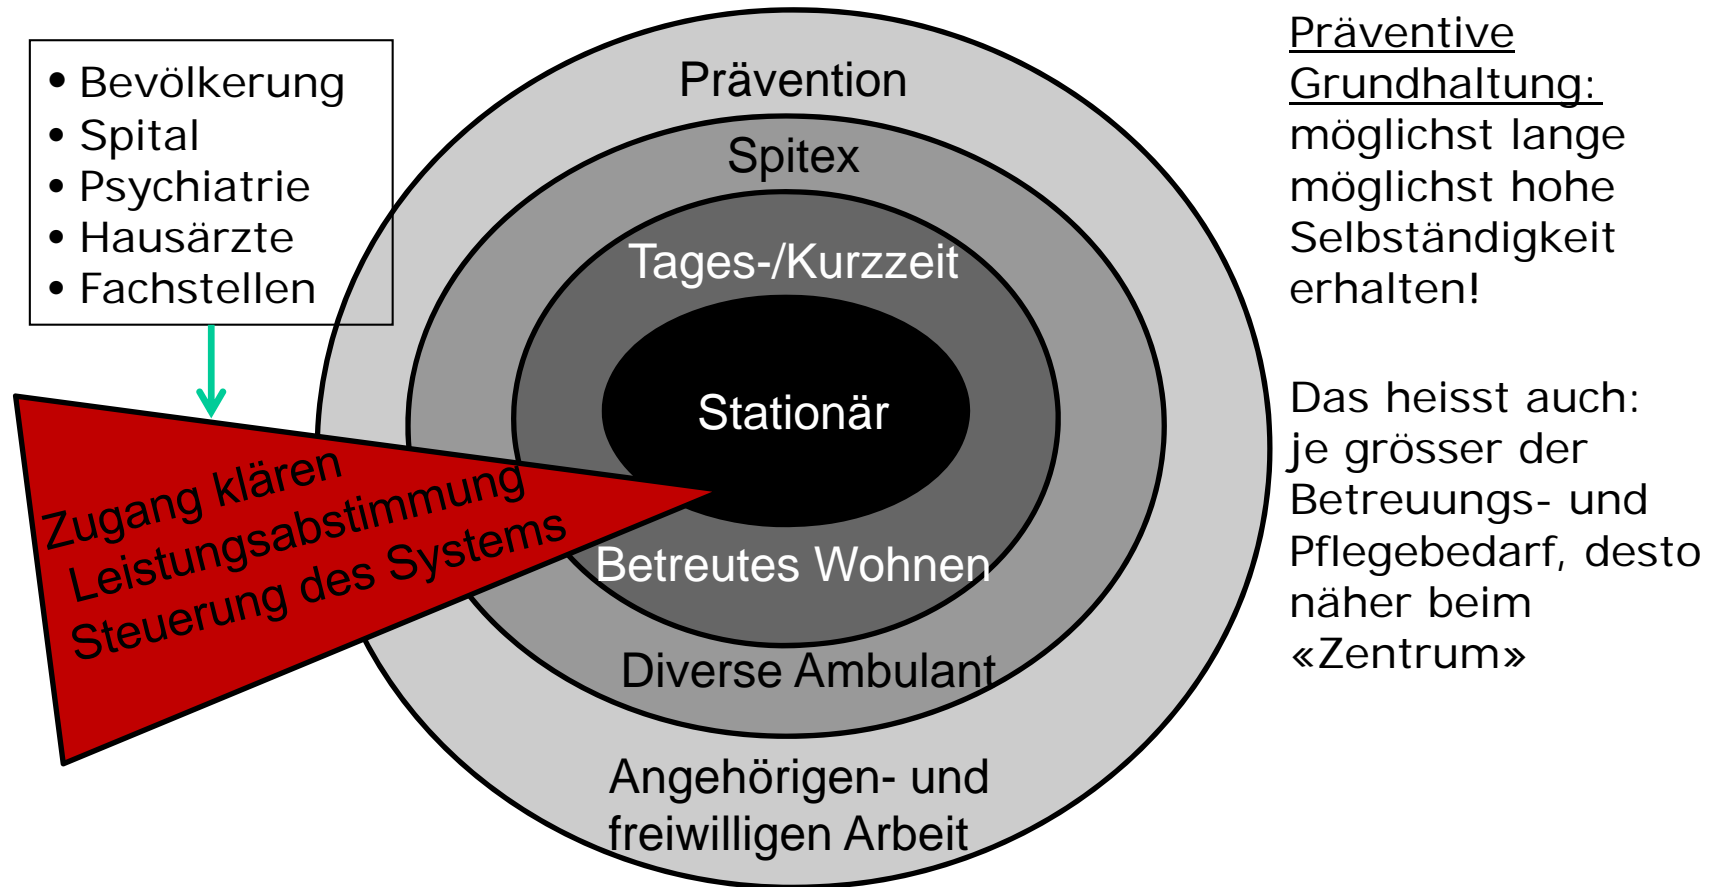 • Bevölkerung
• Spital
• Psychiatrie
• Hausärzte
• Fachstellen
Zugang klären
Leistungsabstimmung
Steuerung des Systems
Prävention
Spitex
Tages-/Kurzzeit
Stationär
Betreutes Wohnen
Diverse Ambulant
Angehörigen- und
freiwilligen Arbeit
Präventive
Grundhaltung:
möglichst lange
möglichst hohe
Selbständigkeit
erhalten!
Das heisst auch:
je grösser der
Betreuungs- und
Pflegebedarf, desto
näher beim
«Zentrum»